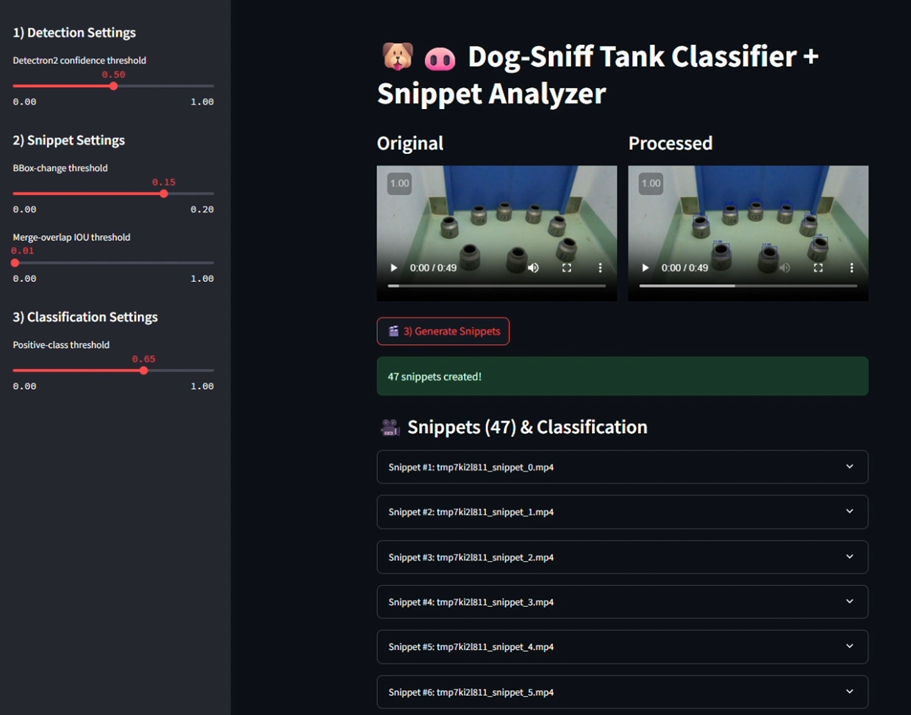 1) Detection Settings
Detectron2 confidence threshold
0.50
0.00 1.00
2) Snippet Settings
BBox-change threshold
0.15
0.00 0.20
Merge-overlap IOU threshold
0.01
0.00 1.00
3) Classification Settings
Positive-class threshold
0.65
0.00 1.00
Dog-Sniff Tank Classifier +
Snippet Analyzer
Original
1.00
0:00 / 0:49
Processed
1.00
0:00 / 0:49
3) Generate Snippets
47 snippets created!
Snippets (47) & Classification
Snippet #1: tmp7ki2l811_snippet_0.mp4
Snippet #2: tmp7ki2l811_snippet_1.mp4
Snippet #3: tmp7ki2l811_snippet_2.mp4
Snippet #4: tmp7ki2l811_snippet_3.mp4
Snippet #5: tmp7ki2l811_snippet_4.mp4
Snippet #6: tmp7ki2l811_snippet_5.mp4